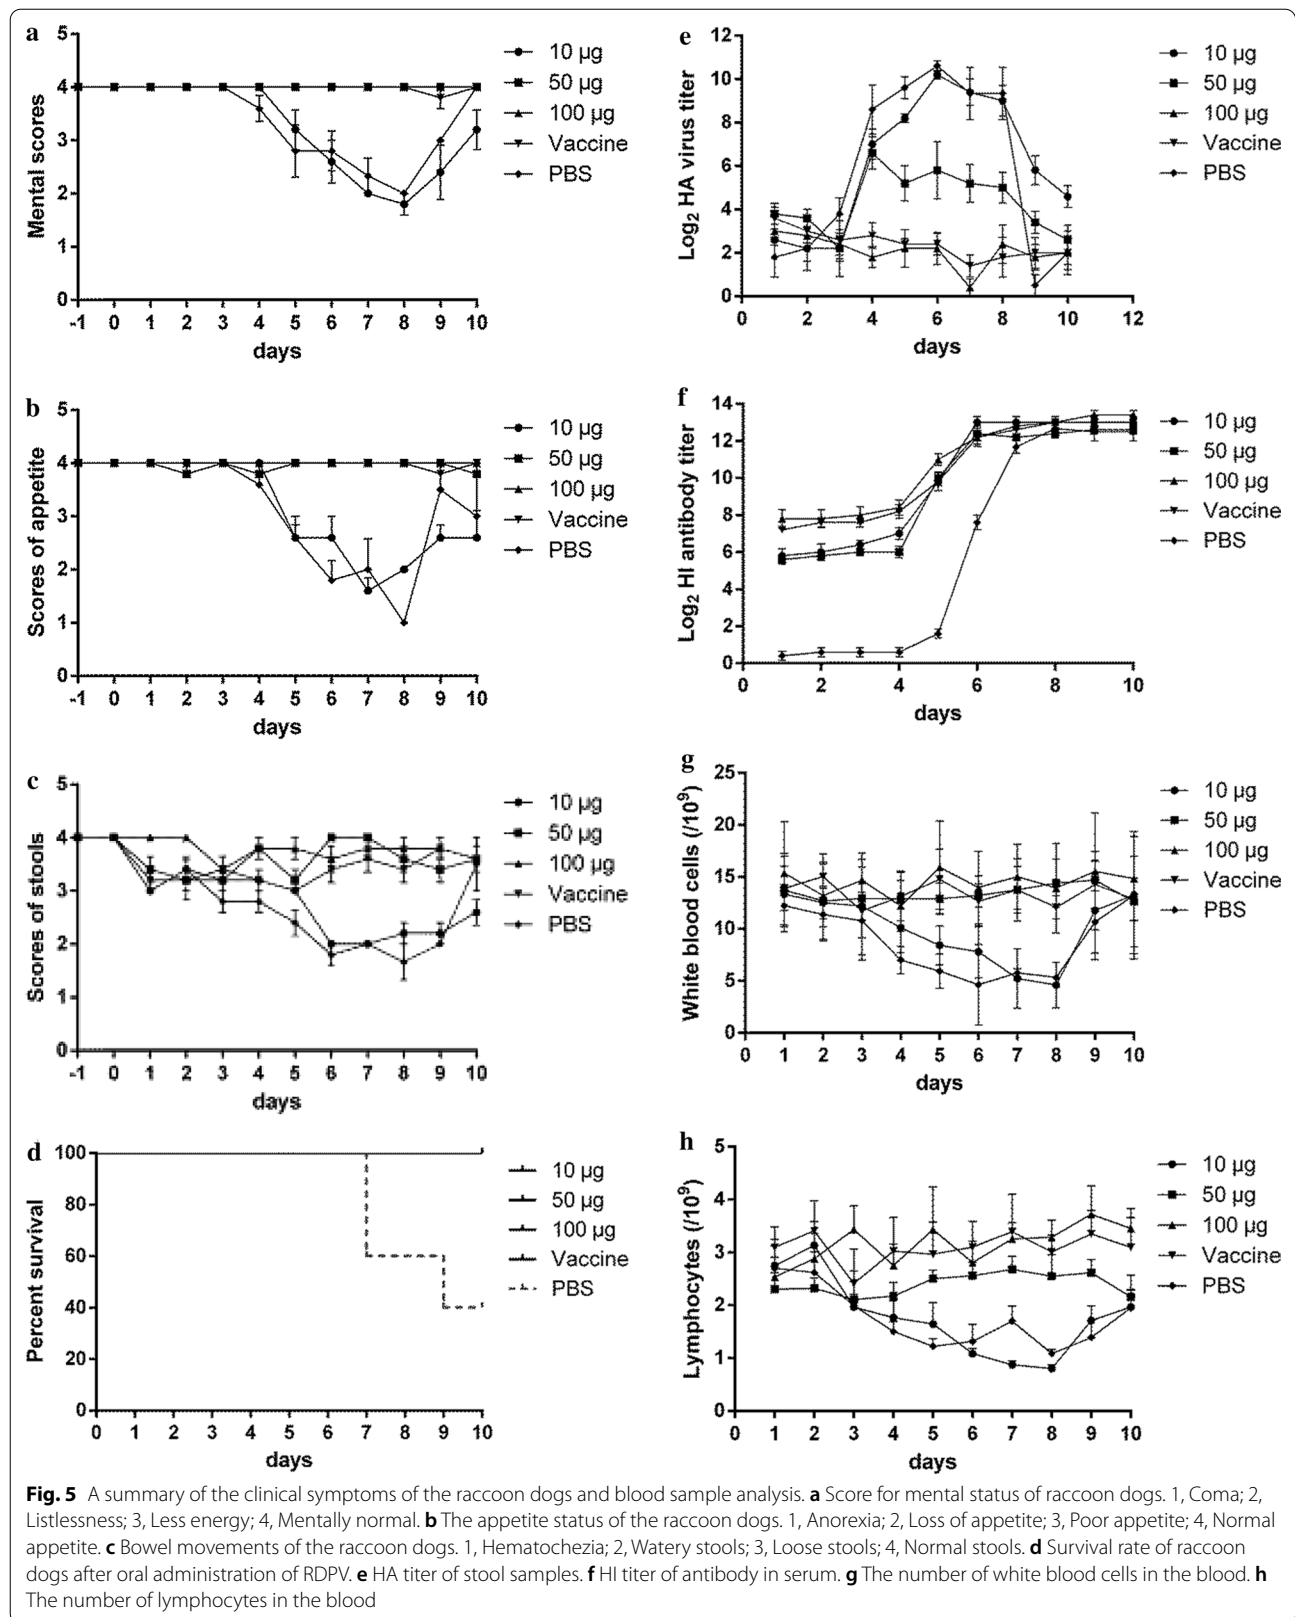 a
5
4
3
2
1
0
Mental scores
-1 0 1 2 3 4 5 6 7 8 9 10
days
10 µg
50 µg
100 µg
Vaccine
PBS
b
5
4
3
2
1
0
Scores of appetite
-1 0 1 2 3 4 5 6 7 8 9 10
days
10 µg
50 µg
100 µg
Vaccine
PBS
c
5
4
3
2
1
0
Scores of stools
-1 0 1 2 3 4 5 6 7 8 9 10
days
10 µg
50 µg
100 µg
Vaccine
PBS
d
100
80
60
40
20
0
Percent survival
0 1 2 3 4 5 6 7 8 9 10
days
10 µg
50 µg
100 µg
Vaccine
PBS
e
12
10
8
6
4
2
0
Log₂ HA virus titer
0 2 4 6 8 10 12
days
10 µg
50 µg
100 µg
Vaccine
PBS
f
14
12
10
8
6
4
2
0
Log₂ HI antibody titer
0 2 4 6 8 10
days
10 µg
50 µg
100 µg
Vaccine
PBS
g
25
20
15
10
5
0
White blood cells (/10⁹)
0 1 2 3 4 5 6 7 8 9 10
days
10 µg
50 µg
100 µg
Vaccine
PBS
h
5
4
3
2
1
0
Lymphocytes (/10⁹)
0 1 2 3 4 5 6 7 8 9 10
days
10 µg
50 µg
100 µg
Vaccine
PBS
Fig. 5 A summary of the clinical symptoms of the raccoon dogs and blood sample analysis. a Score for mental status of raccoon dogs. 1, Coma; 2,
Listlessness; 3, Less energy; 4, Mentally normal. b The appetite status of the raccoon dogs. 1, Anorexia; 2, Loss of appetite; 3, Poor appetite; 4, Normal
appetite. c Bowel movements of the raccoon dogs. 1, Hematochezia; 2, Watery stools; 3, Loose stools; 4, Normal stools. d Survival rate of raccoon
dogs after oral administration of RDPV. e HA titer of stool samples. f HI titer of antibody in serum. g The number of white blood cells in the blood. h
The number of lymphocytes in the blood